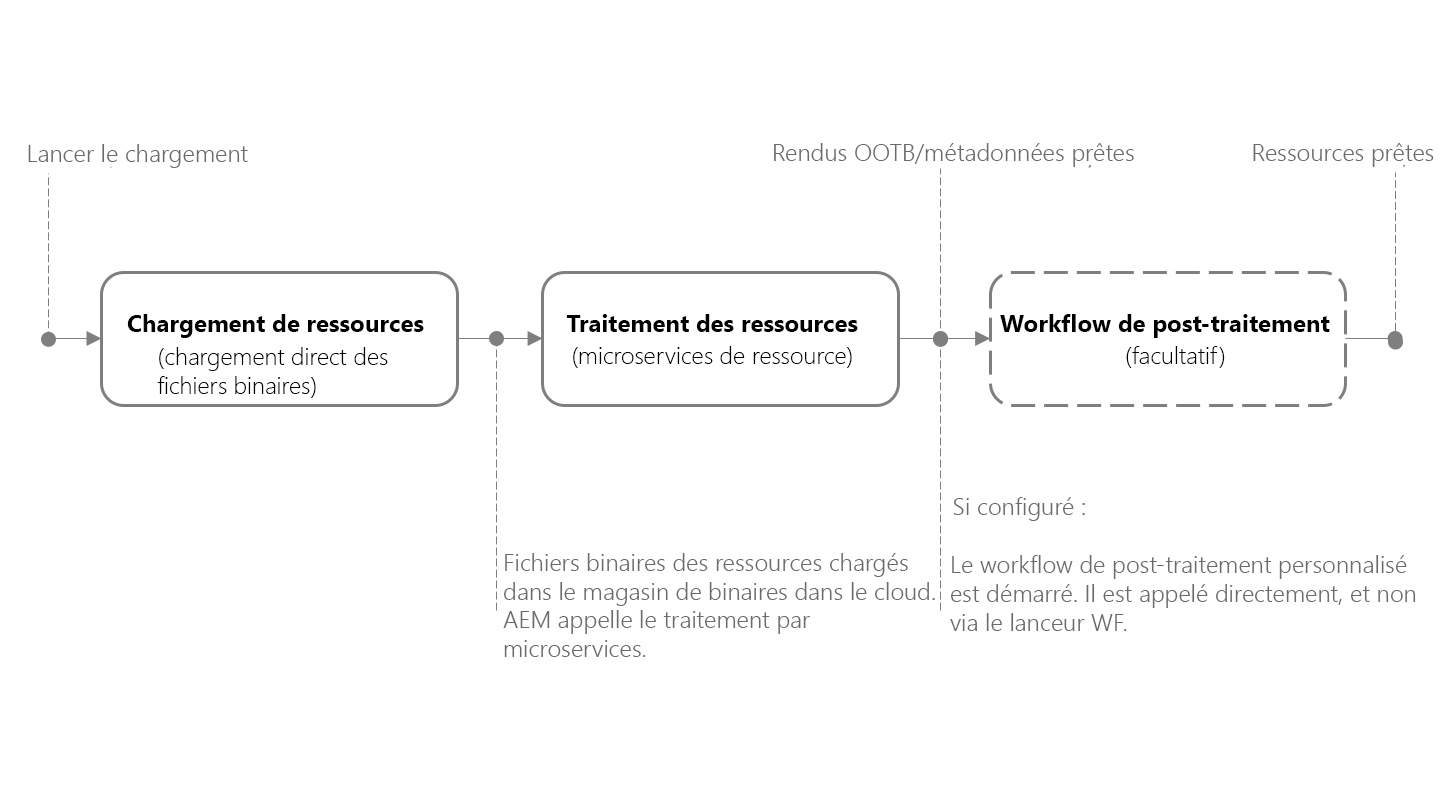 Lancer le chargement
Rendus OOTB/métadonnées prêtes
Ressources prêtes
Chargement de ressources
(chargement direct des
fichiers binaires)
Traitement des ressources
(microservices de ressource)
Workflow de post-traitement
(facultatif)
Fichiers binaires des ressources chargés
dans le magasin de binaires dans le cloud.
AEM appelle le traitement par
microservices.
Si configuré :
Le workflow de post-traitement personnalisé
est démarré. Il est appelé directement, et non
via le lanceur WF.